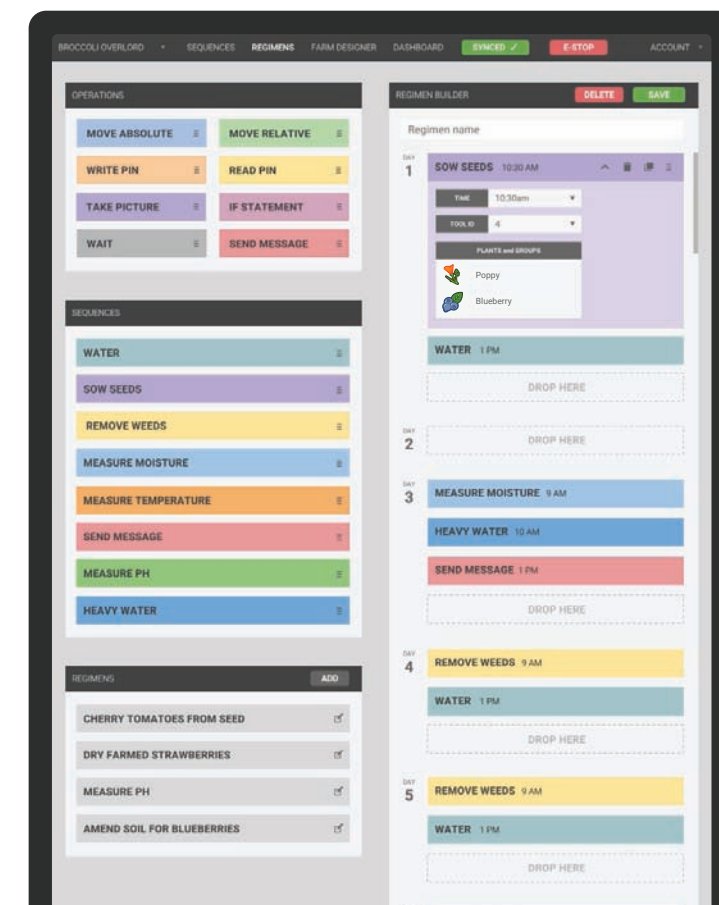 BROCCOLI OVERLORD SEQUENCES REGIMENS FARM DESIGNER DASHBOARD SYNCED ✓ E-STOP ACCOUNT
OPERATIONS
MOVE ABSOLUTE MOVE RELATIVE
WRITE PIN READ PIN
TAKE PICTURE IF STATEMENT
WAIT SEND MESSAGE
SEQUENCES
WATER
SOW SEEDS
REMOVE WEEDS
MEASURE MOISTURE
MEASURE TEMPERATURE
SEND MESSAGE
MEASURE PH
HEAVY WATER
REGIMENS ADD
CHERRY TOMATOES FROM SEED
DRY FARMED STRAWBERRIES
MEASURE PH
AMEND SOIL FOR BLUEBERRIES
REGIMEN BUILDER DELETE SAVE
Regimen name
DAY
1
SOW SEEDS 10:30 AM
TIME 10:30am
TOOL ID 4
PLANTS and GROUPS
Poppy
Blueberry
WATER 1 PM
DROP HERE
DAY
2
DROP HERE
DAY
3
MEASURE MOISTURE 9 AM
HEAVY WATER 10 AM
SEND MESSAGE 1 PM
DROP HERE
DAY
4
REMOVE WEEDS 9 AM
WATER 1 PM
DROP HERE
DAY
5
REMOVE WEEDS 9 AM
WATER 1 PM
DROP HERE